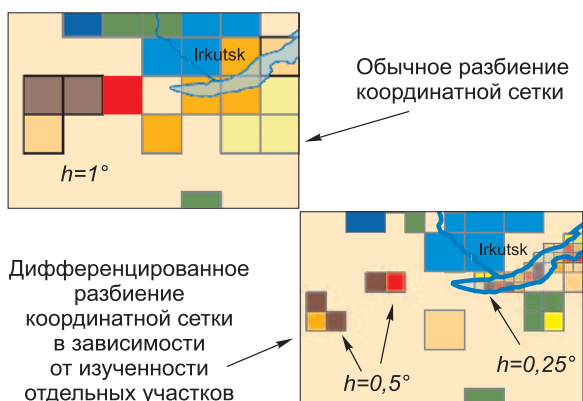 Irkutsk
h=1°
Обычное разбиение
координатной сетки
Irkutsk
h=0,5°
h=0,25°
Дифференцированное
разбиение
координатной сетки
в зависимости
от изученности
отдельных участков